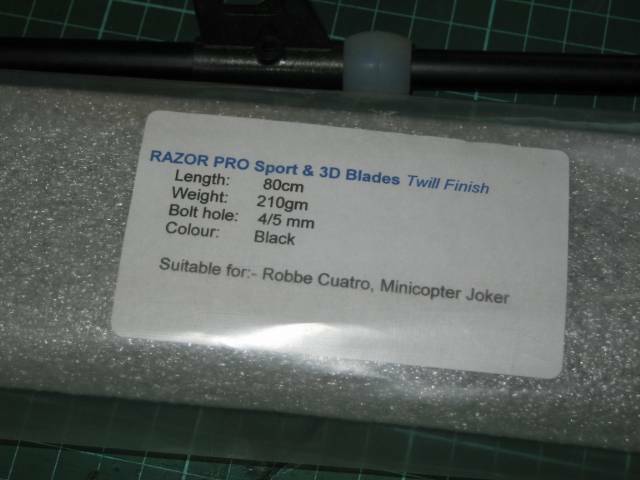 RAZOR PRO Sport & 3D Blades Twill Finish
Length: 80cm
Weight: 210gm
Bolt hole: 4/5 mm
Colour: Black
Suitable for:- Robbe Cuatro, Minicopter Joker